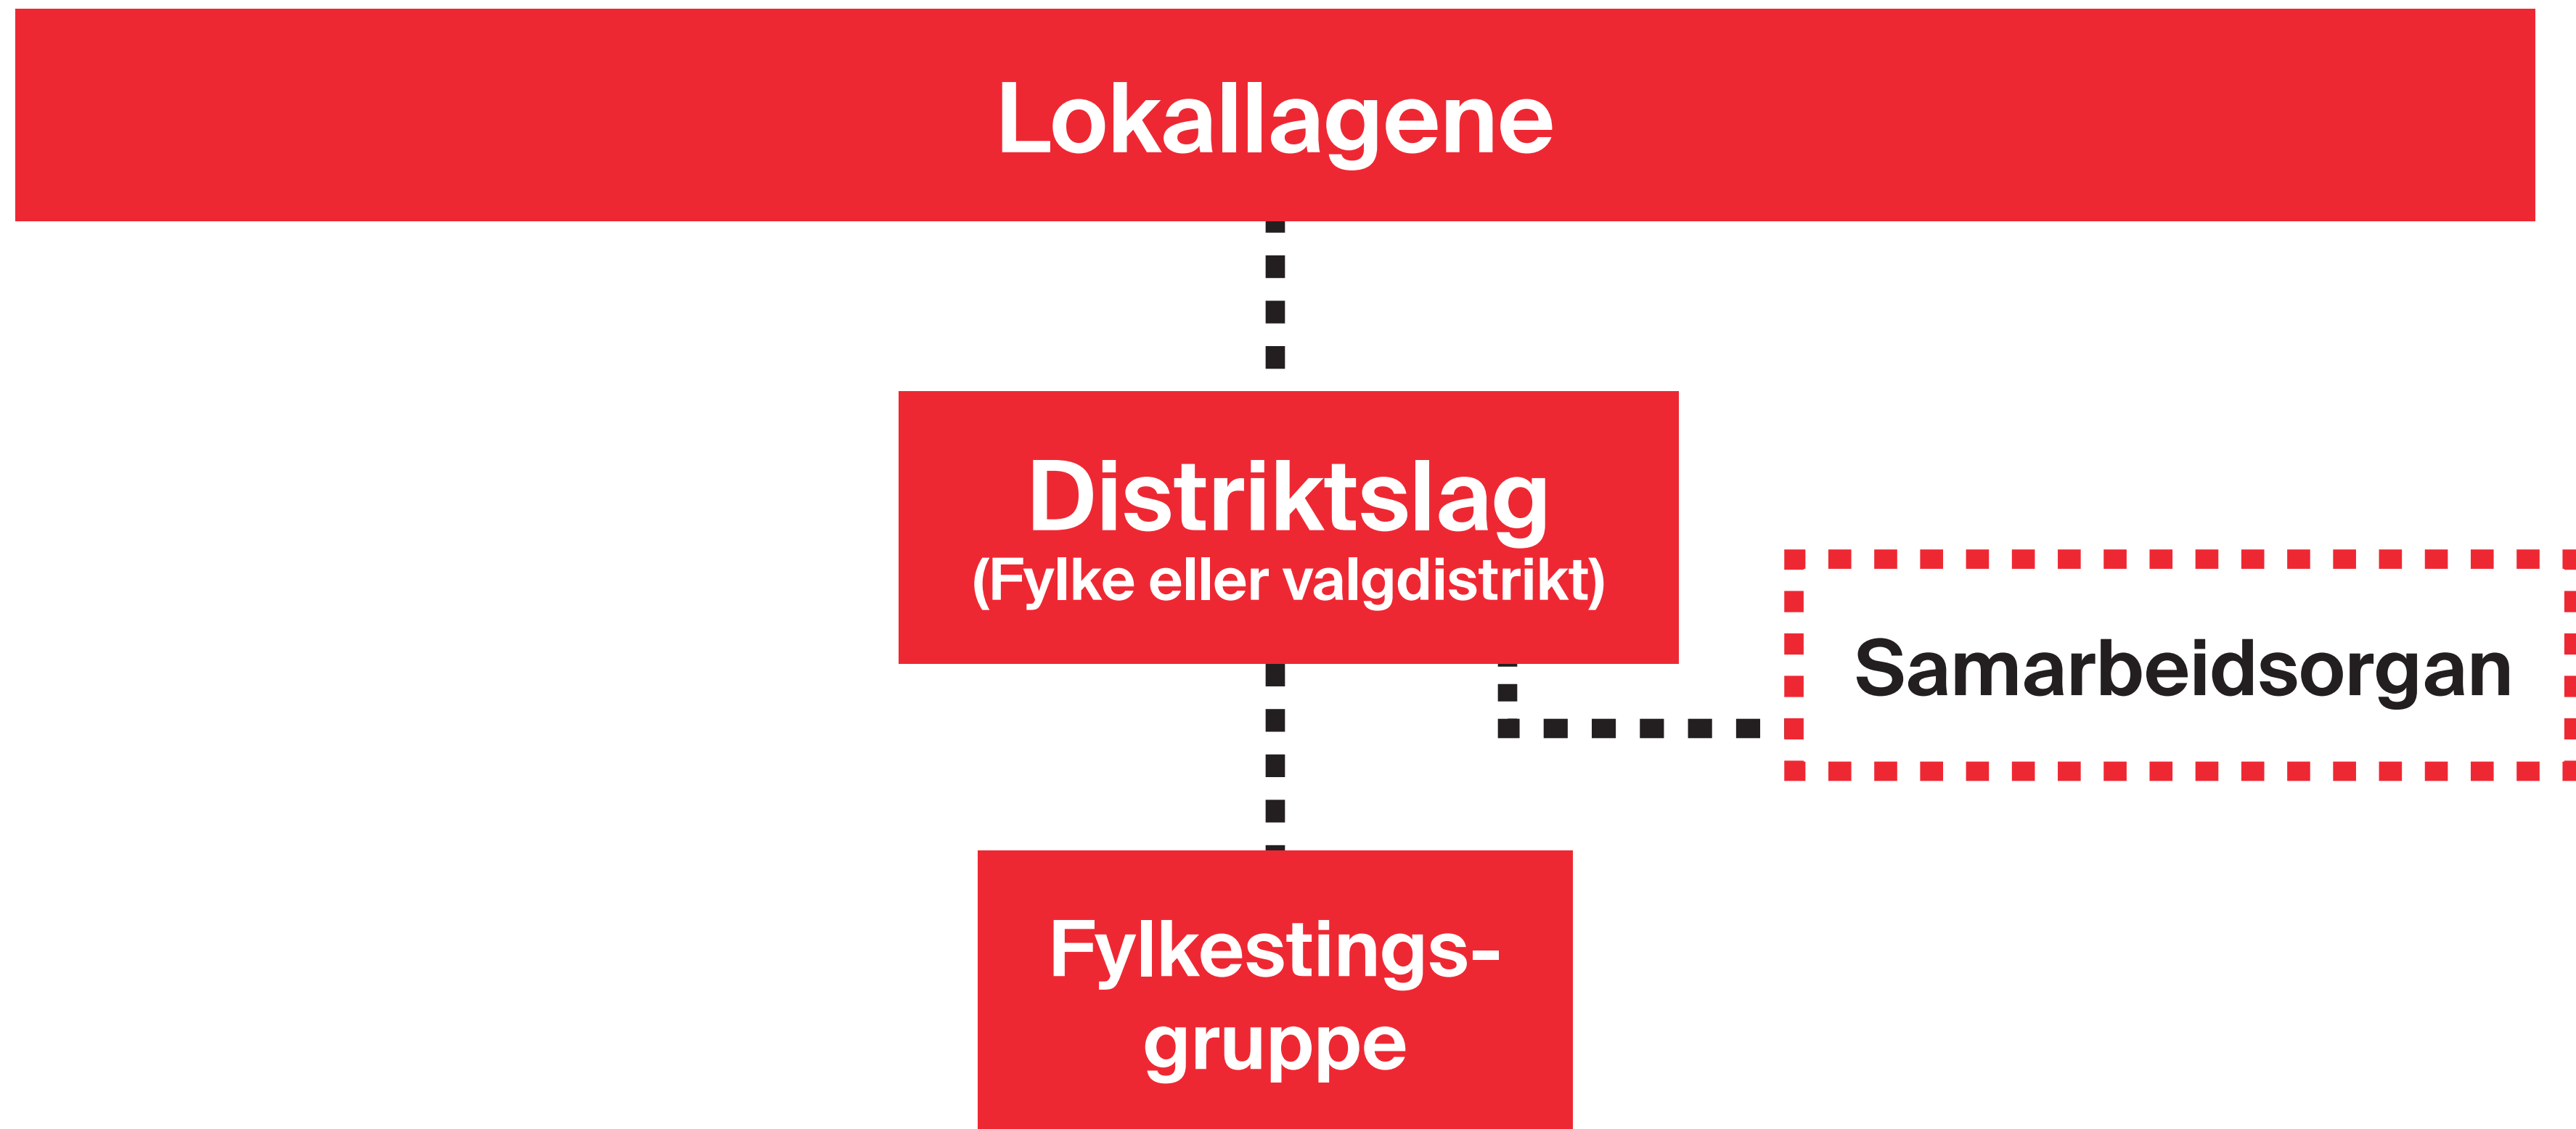 Lokallagene
Distriktslag
(Fylke eller valgdistrikt)
Samarbeidsorgan
Fylkestings-
gruppe